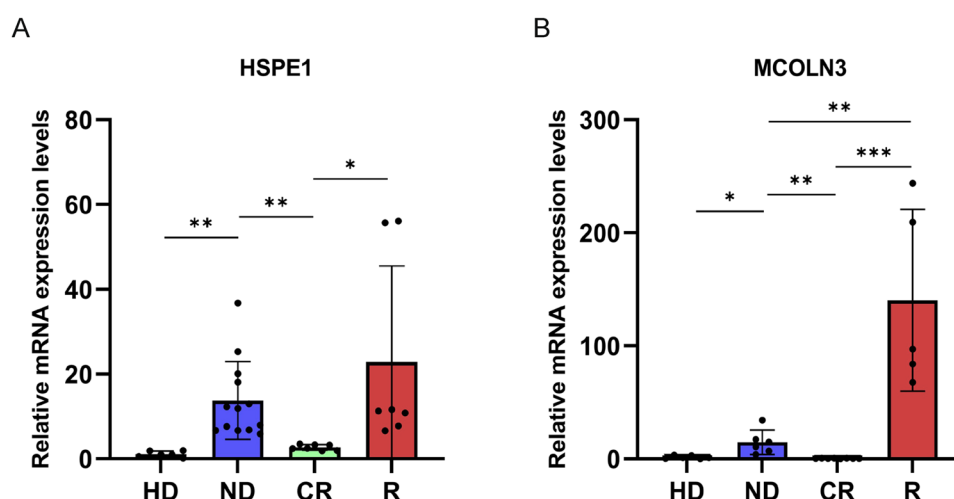 A
HSPE1
Relative mRNA expression levels
80
60
40
20
0
**
**
*
HD ND CR R
B
MCOLN3
Relative mRNA expression levels
300
200
100
0
**
***
**
*
HD ND CR R